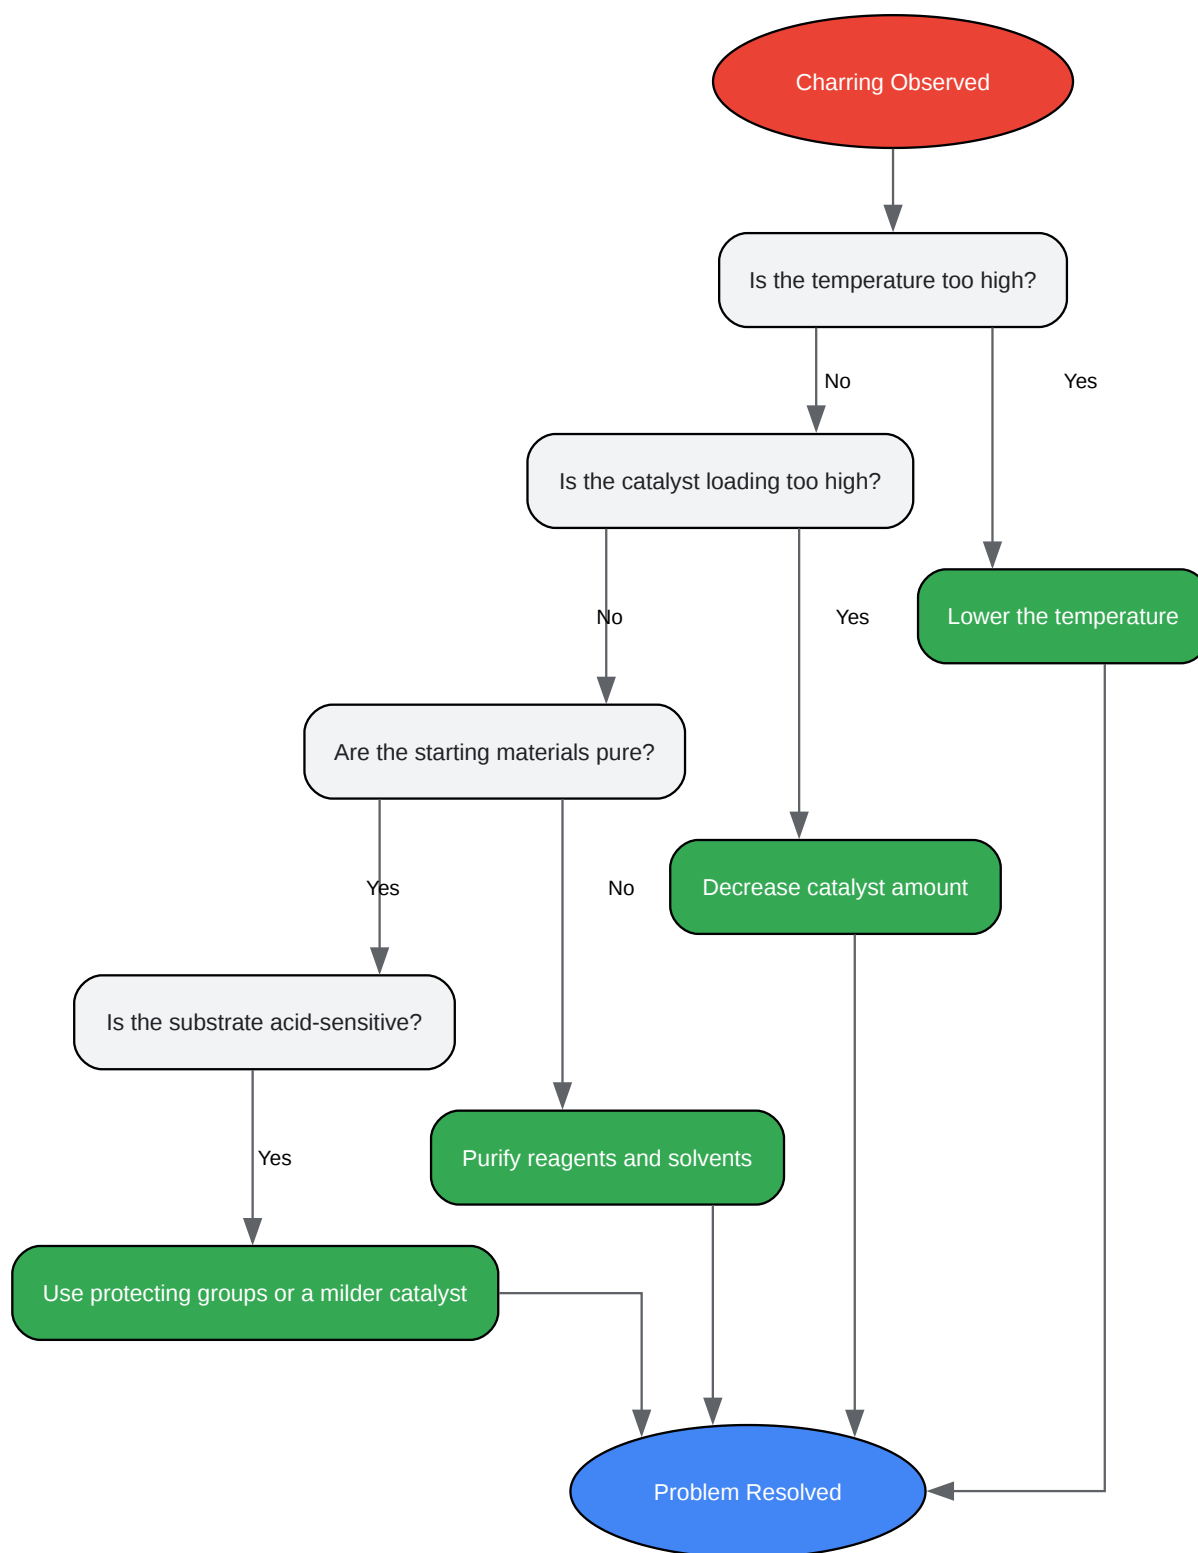 Charring Observed
Is the temperature too high?
No
Yes
Is the catalyst loading too high?
No
Yes
Lower the temperature
Are the starting materials pure?
Yes
No
Decrease catalyst amount
Is the substrate acid-sensitive?
Yes
Purify reagents and solvents
Use protecting groups or a milder catalyst
Problem Resolved